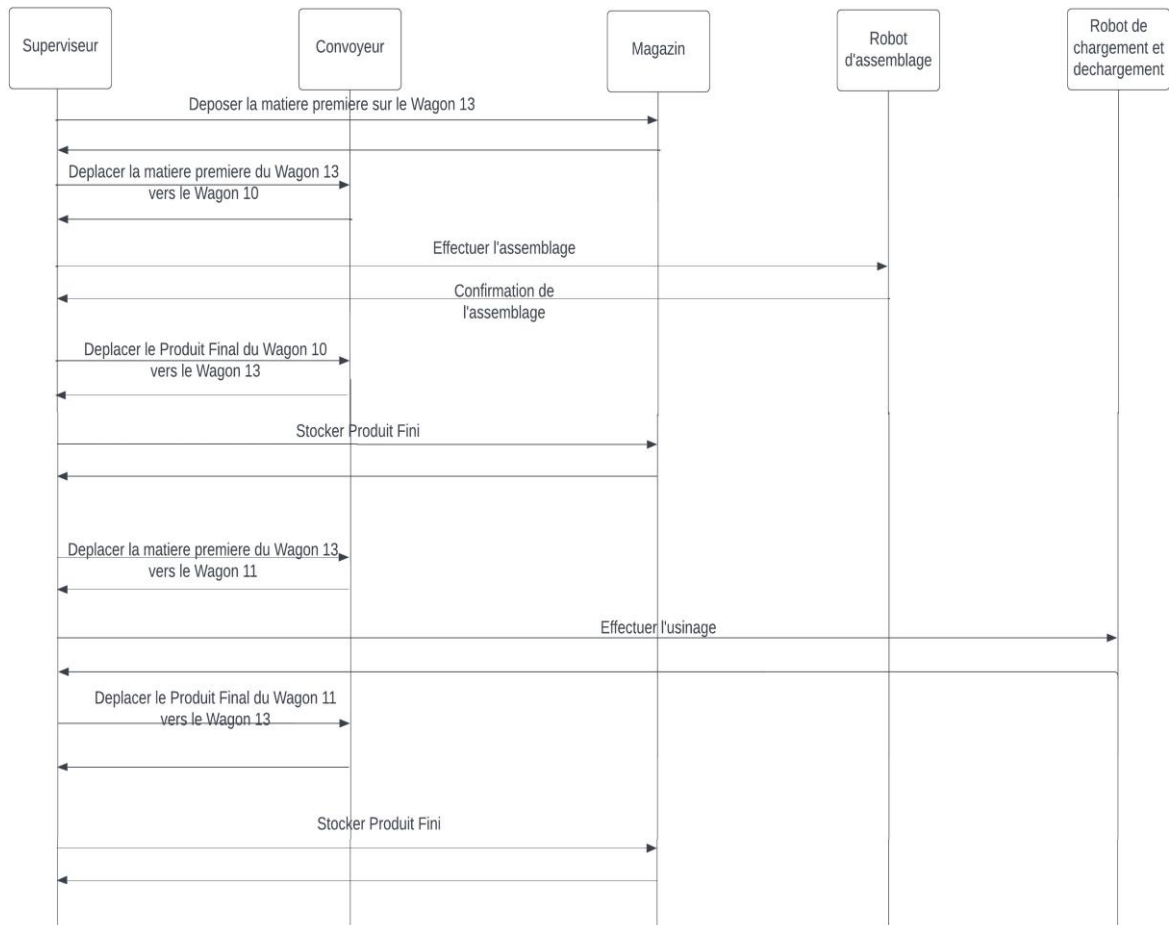 Superviseur
Convoyeur
Magazin
Robot
d'assemblage
Robot de
chargement et
dechargement
Deposer la matiere premiere sur le Wagon 13
Deplacer la matiere premiere du Wagon 13
vers le Wagon 10
Effectuer l'assemblage
Confirmation de
l'assemblage
Deplacer le Produit Final du Wagon 10
vers le Wagon 13
Stocker Produit Fini
Deplacer la matiere premiere du Wagon 13
vers le Wagon 11
Effectuer l'usinage
Deplacer le Produit Final du Wagon 11
vers le Wagon 13
Stocker Produit Fini